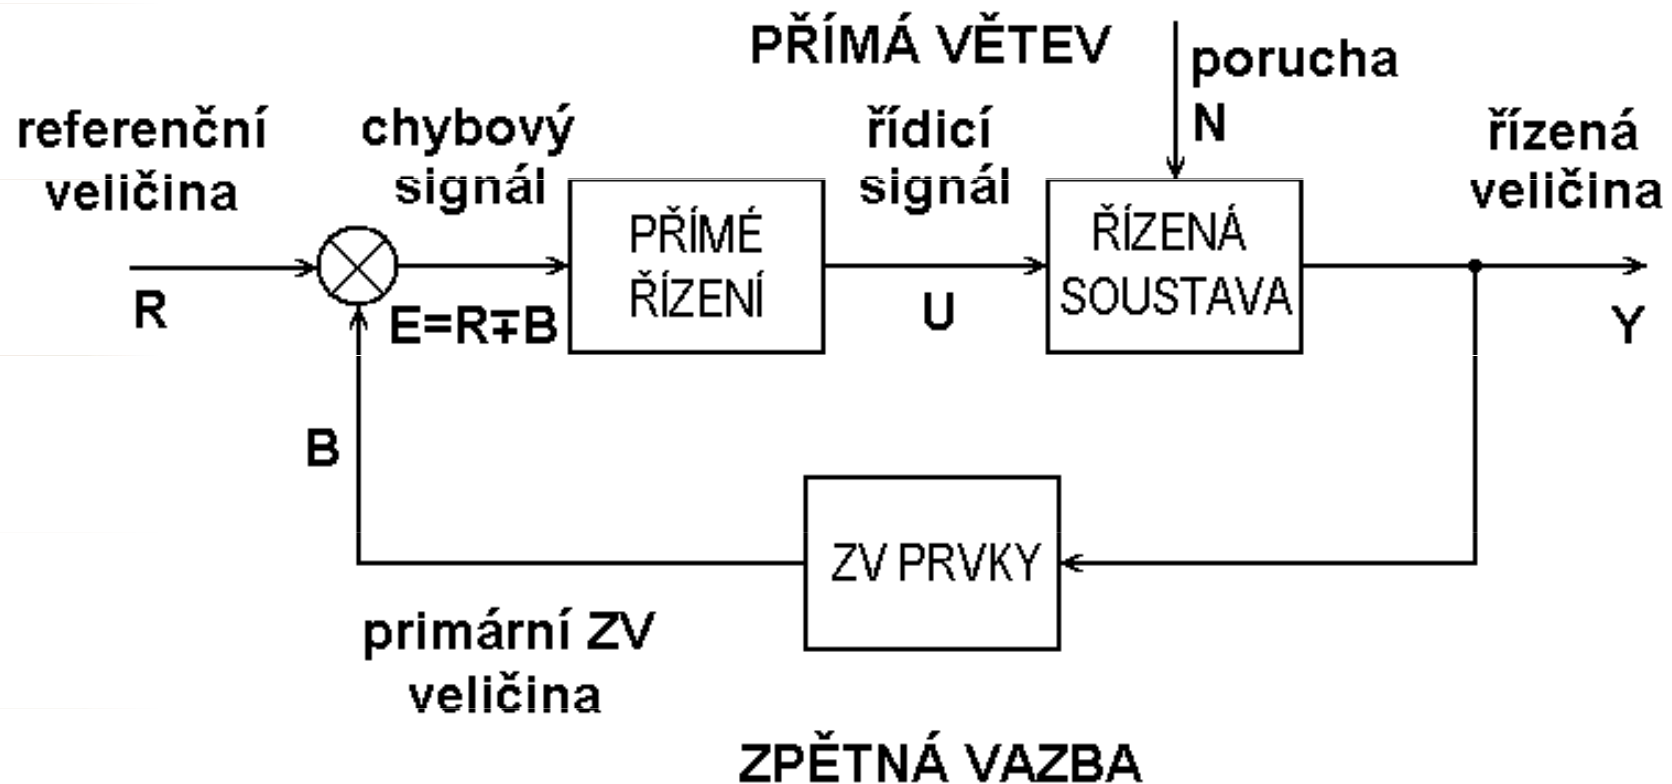 PŘÍMÁ VĚTEV
porucha
N
referenční
veličina
chybový
signál
řídicí
signál
řízená
veličina
PŘÍMÉ
ŘÍZENÍ
ŘÍZENÁ
SOUSTAVA
R
E=R∓B
U
Y
B
ZV PRVKY
primární ZV
veličina
ZPĚTNÁ VAZBA